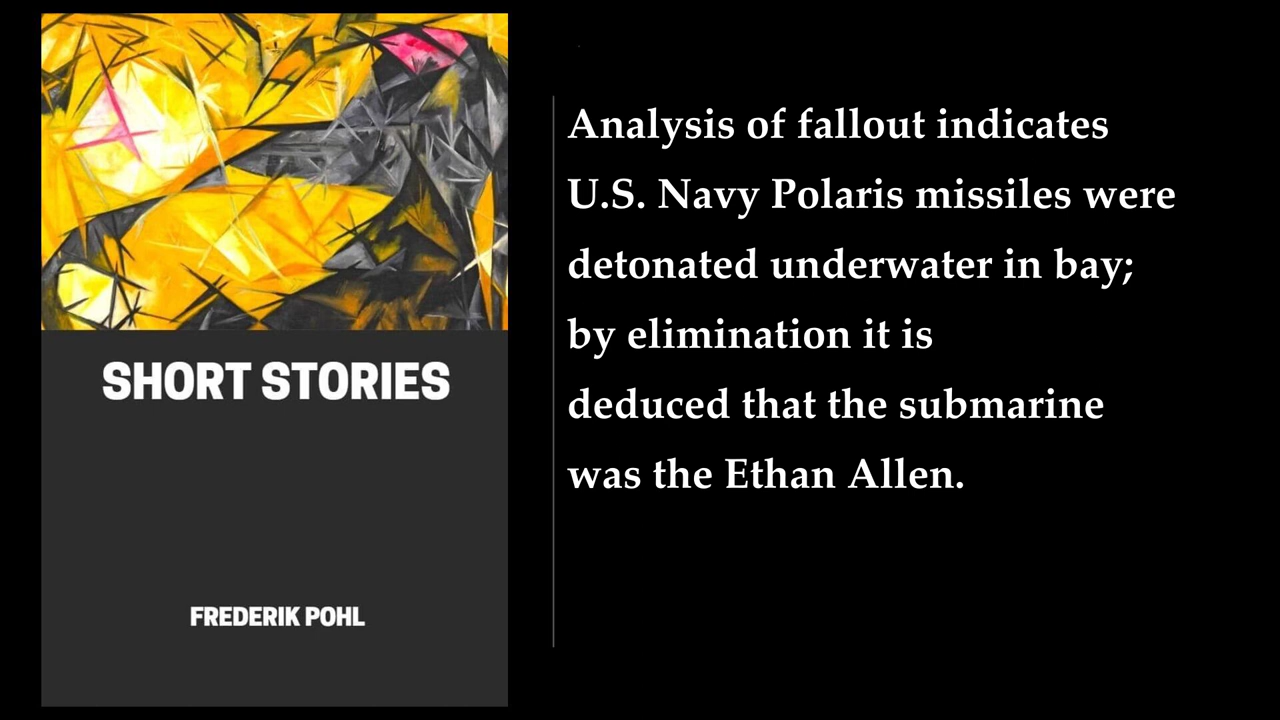 SHORT STORIES
FREDERIK POHL
Analysis of fallout indicates
U.S. Navy Polaris missiles were
detonated underwater in bay;
by elimination it is
deduced that the submarine
was the Ethan Allen.